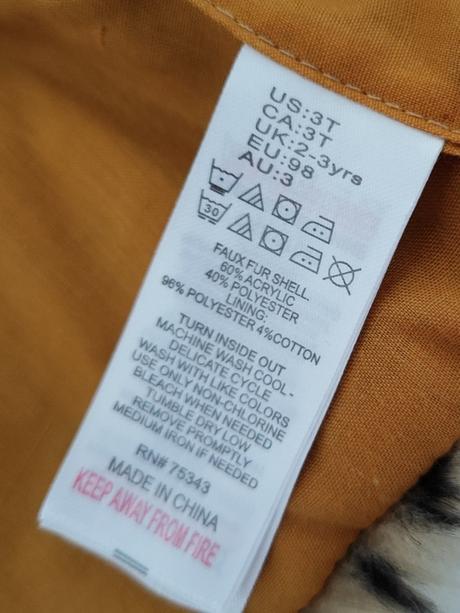 US:3T
CA:3T
UK:2-3yrs
EU:98
AU:3
30
FAUX FUR SHELL
60% ACRYLIC
40% POLYESTER
LINING:
96% POLYESTER 4%COTTON
TURN INSIDE OUT
MACHINE WASH COOL-
DELICATE CYCLE
WASH WITH LIKE COLORS
USE ONLY NON-CHLORINE
BLEACH WHEN NEEDED
TUMBLE DRY LOW
REMOVE PROMPTLY
MEDIUM IRON IF NEEDED
RN# 75343
MADE IN CHINA
KEEP AWAY FROM FIRE